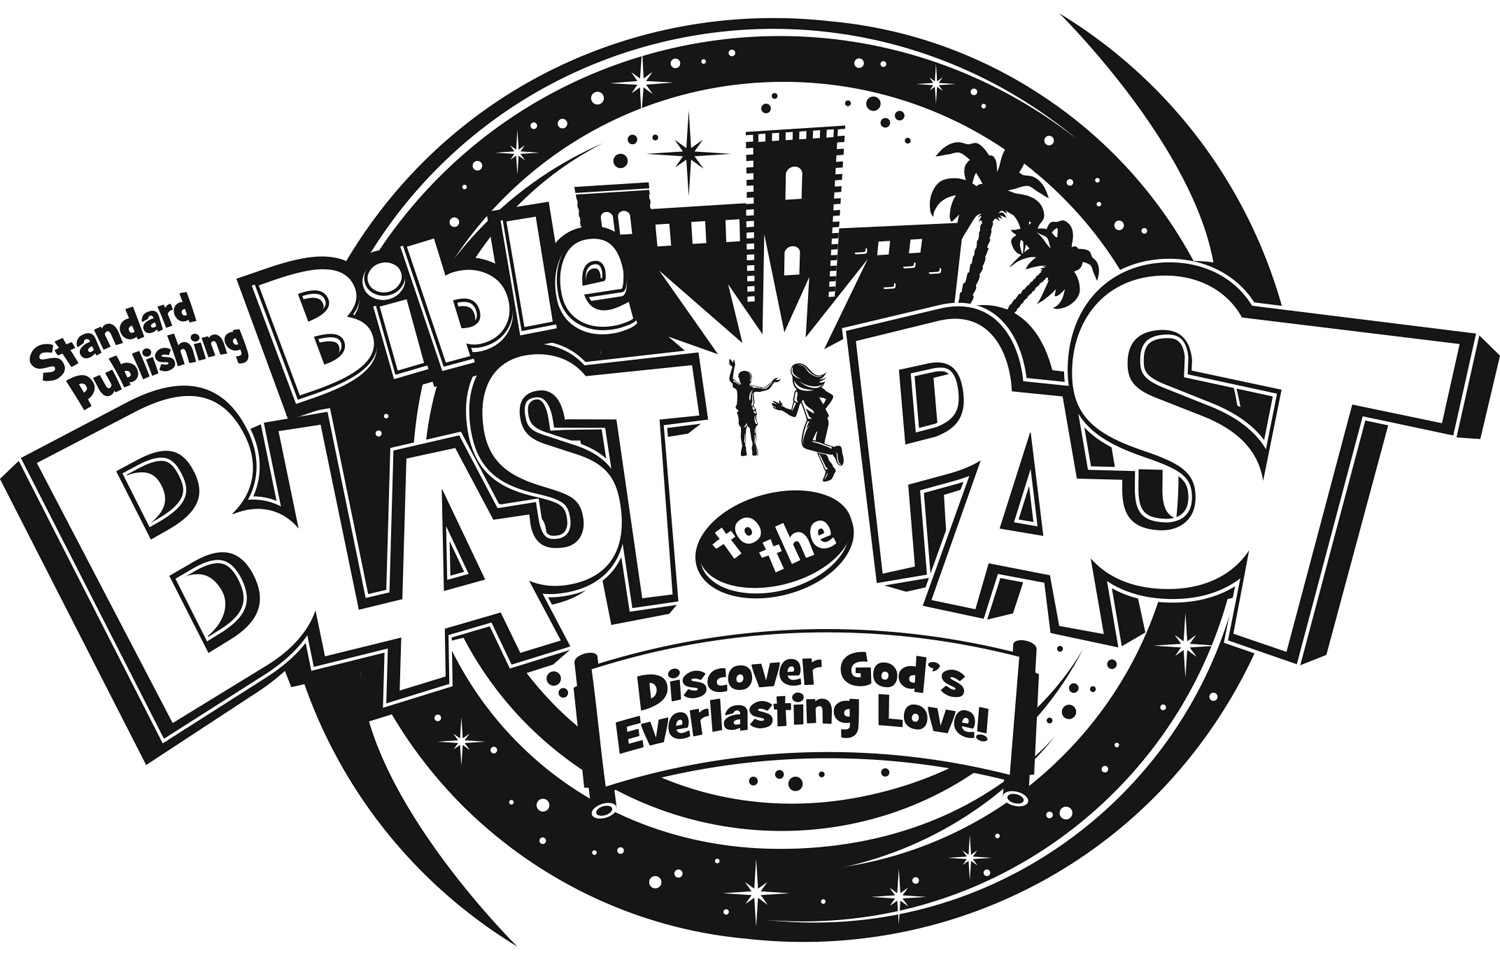 Standard
Publishing
Bible
BLAST
to the
PAST
Discover God's
Everlasting Love!